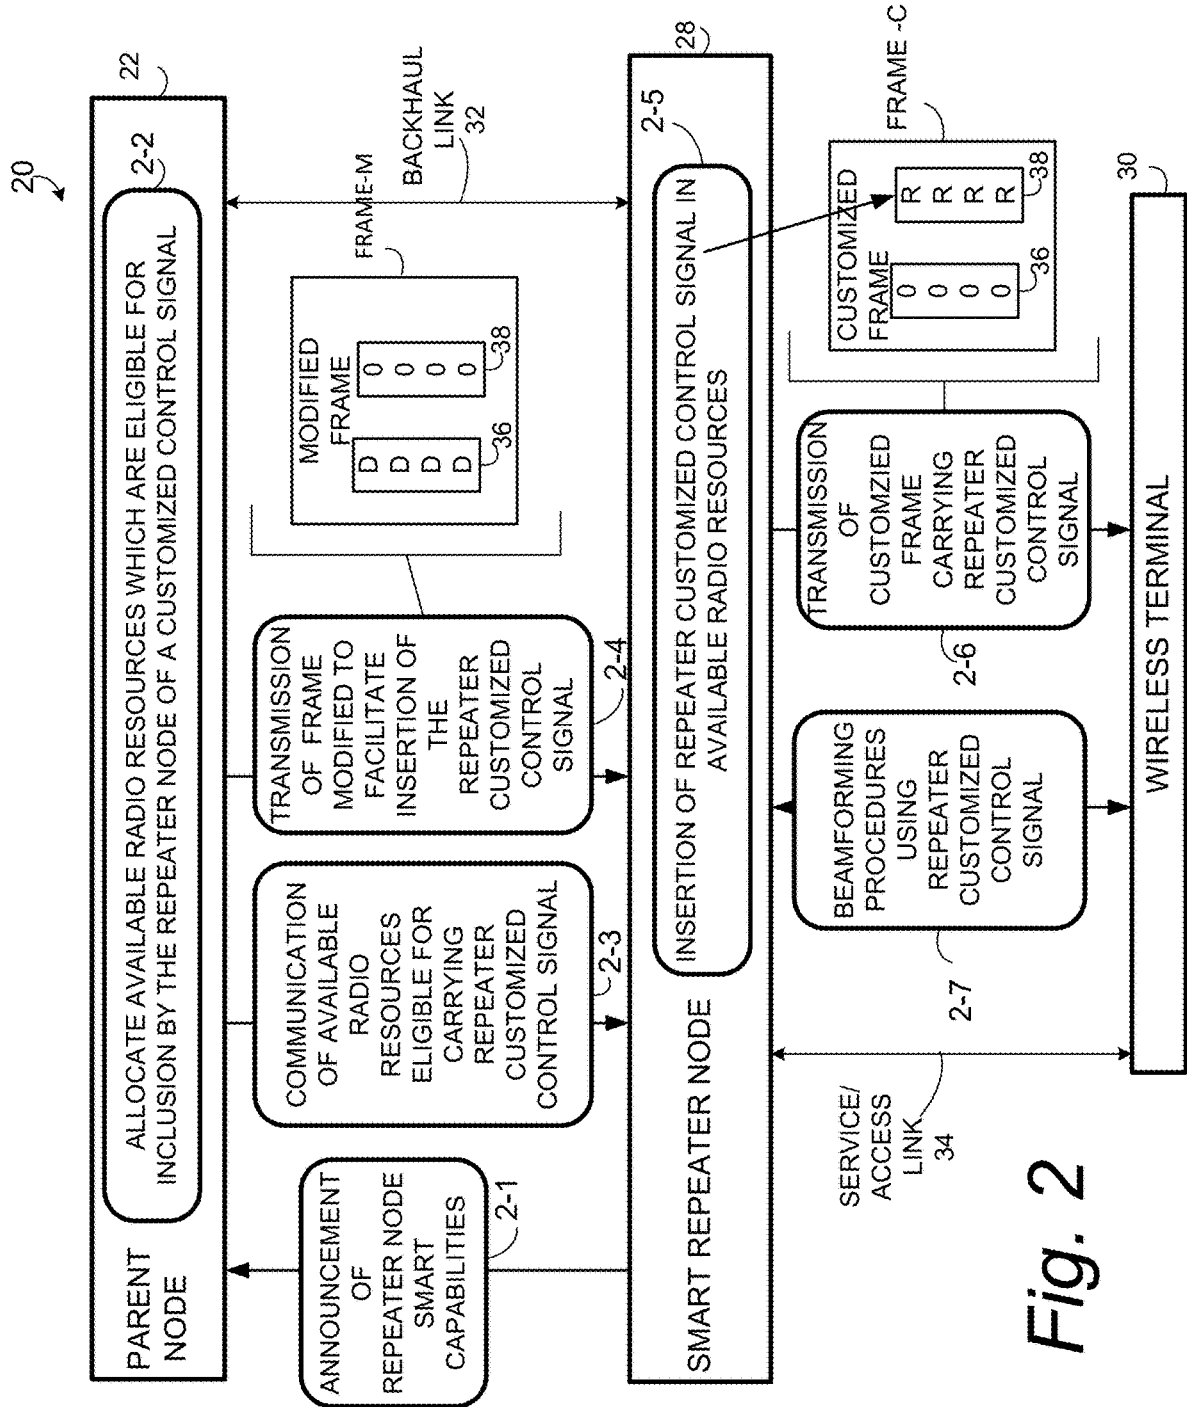 20
22
PARENT
NODE
2-2
ALLOCATE AVAILABLE RADIO RESOURCES WHICH ARE ELIGIBLE FOR
INCLUSION BY THE REPEATER NODE OF A CUSTOMIZED CONTROL SIGNAL
ANNOUNCEMENT
OF
REPEATER NODE
SMART
CAPABILITIES
2-1
COMMUNICATION
OF AVAILABLE
RADIO
RESOURCES
ELIGIBLE FOR
CARRYING
REPEATER
CUSTOMIZED
CONTROL SIGNAL
2-3
TRANSMISSION
OF FRAME
MODIFIED TO
FACILITATE
INSERTION OF
THE
REPEATER
CUSTOMIZED
CONTROL
SIGNAL
2-4
MODIFIED
FRAME
D
D
D
D
36
0
0
0
0
38
FRAME-M
BACKHAUL
LINK
32
28
SMART REPEATER NODE
2-5
INSERTION OF REPEATER CUSTOMIZED CONTROL SIGNAL IN
AVAILABLE RADIO RESOURCES
SERVICE/
ACCESS
LINK
34
BEAMFORMING
PROCEDURES
USING
REPEATER
CUSTOMIZED
CONTROL
SIGNAL
2-7
TRANSMISSION
OF
CUSTOMZIED
FRAME
CARRYING
REPEATER
CUSTOMIZED
CONTROL
SIGNAL
2-6
CUSTOMIZED
FRAME
0
0
0
0
36
R
R
R
R
38
FRAME -C
30
WIRELESS TERMINAL
Fig. 2